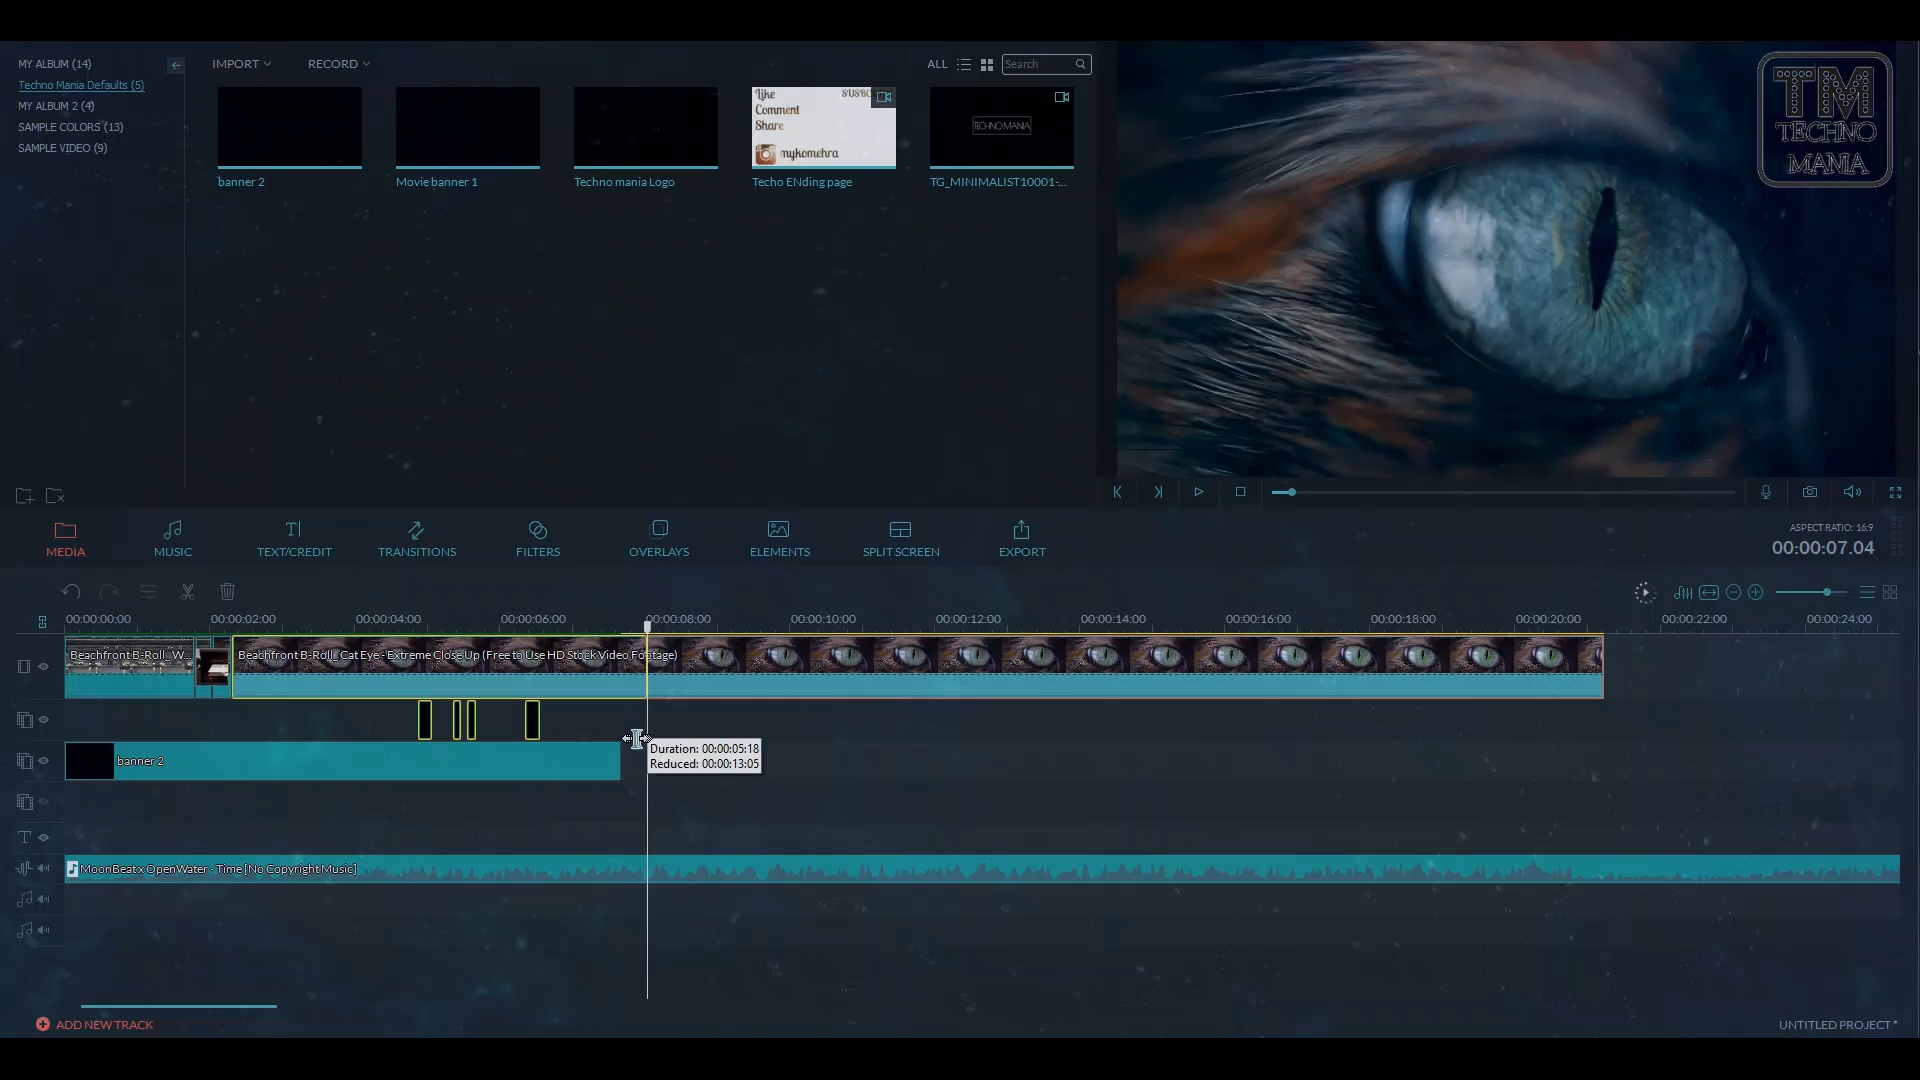 MY ALBUM (14)
Techno Mania Defaults (5)
MY ALBUM 2 (4)
SAMPLE COLORS (13)
SAMPLE VIDEO (9)
IMPORT
RECORD
ALL
Search
Like
Comment
Share
mykomehra
TECHNO MANIA
banner 2
Movie banner 1
Techno mania Logo
Techo ENding page
TG_MINIMALIST10001-...
TM
TECHNO
MANIA
MEDIA
MUSIC
TEXT/CREDIT
TRANSITIONS
FILTERS
OVERLAYS
ELEMENTS
SPLIT SCREEN
EXPORT
ASPECT RATIO: 16:9
00:00:07.04
00:00:00:00
00:00:02:00
00:00:04:00
00:00:06:00
00:00:08:00
00:00:10:00
00:00:12:00
00:00:14:00
00:00:16:00
00:00:18:00
00:00:20:00
00:00:22:00
00:00:24:00
Beachfront B-Roll_W...
Beachfront B-Roll_Cat Eye - Extreme Close Up (Free to Use HD Stock Video Footage)
Duration: 00:00:05:18
Reduced: 00:00:13:05
banner 2
MoonBeatx OpenWater - Time [No Copyright Music]
ADD NEW TRACK
UNTITLED PROJECT *